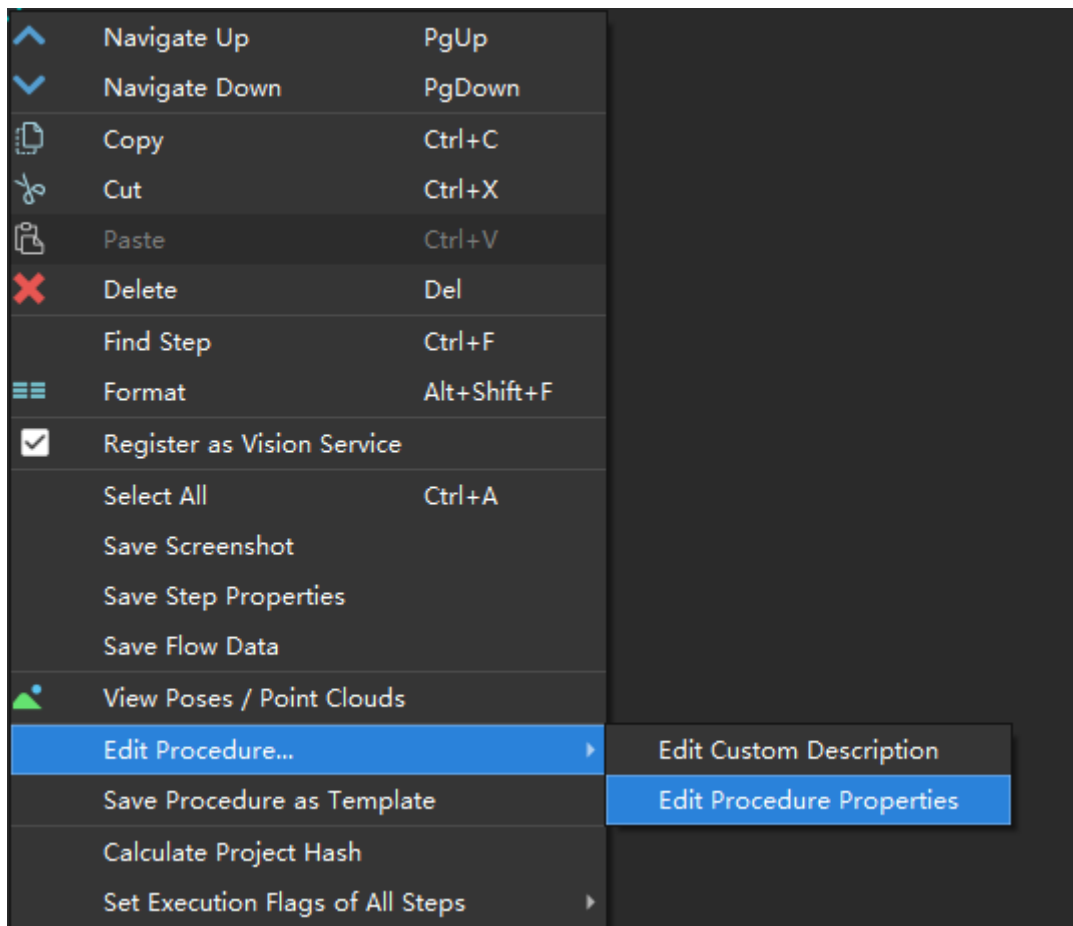 Navigate Up PgUp
Navigate Down PgDown
Copy Ctrl+C
Cut Ctrl+X
Paste Ctrl+V
Delete Del
Find Step Ctrl+F
Format Alt+Shift+F
Register as Vision Service
Select All Ctrl+A
Save Screenshot
Save Step Properties
Save Flow Data
View Poses / Point Clouds
Edit Procedure... Edit Custom Description
Save Procedure as Template Edit Procedure Properties
Calculate Project Hash
Set Execution Flags of All Steps